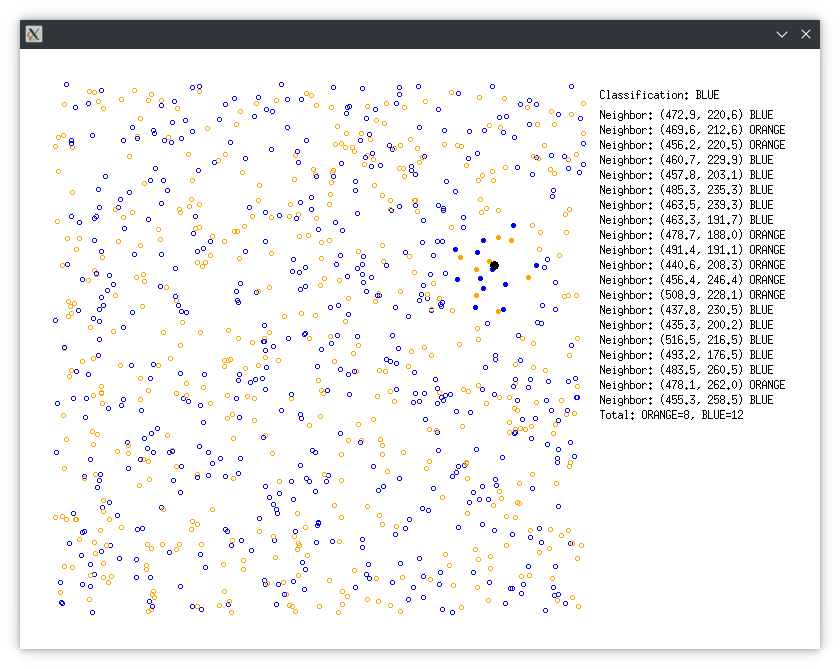 Classification: BLUE
Neighbor: (472.9, 220.6) BLUE
Neighbor: (469.6, 212.6) ORANGE
Neighbor: (456.2, 220.5) ORANGE
Neighbor: (460.7, 229.9) BLUE
Neighbor: (457.8, 203.1) BLUE
Neighbor: (485.3, 235.3) BLUE
Neighbor: (463.5, 239.3) BLUE
Neighbor: (463.3, 191.7) BLUE
Neighbor: (478.7, 188.0) ORANGE
Neighbor: (491.4, 191.1) ORANGE
Neighbor: (440.6, 208.3) ORANGE
Neighbor: (456.4, 246.4) ORANGE
Neighbor: (508.9, 228.1) ORANGE
Neighbor: (437.8, 230.5) BLUE
Neighbor: (435.3, 200.2) BLUE
Neighbor: (516.5, 216.5) BLUE
Neighbor: (493.2, 176.5) BLUE
Neighbor: (483.5, 260.5) BLUE
Neighbor: (478.1, 262.0) ORANGE
Neighbor: (455.3, 258.5) BLUE
Total: ORANGE=8, BLUE=12